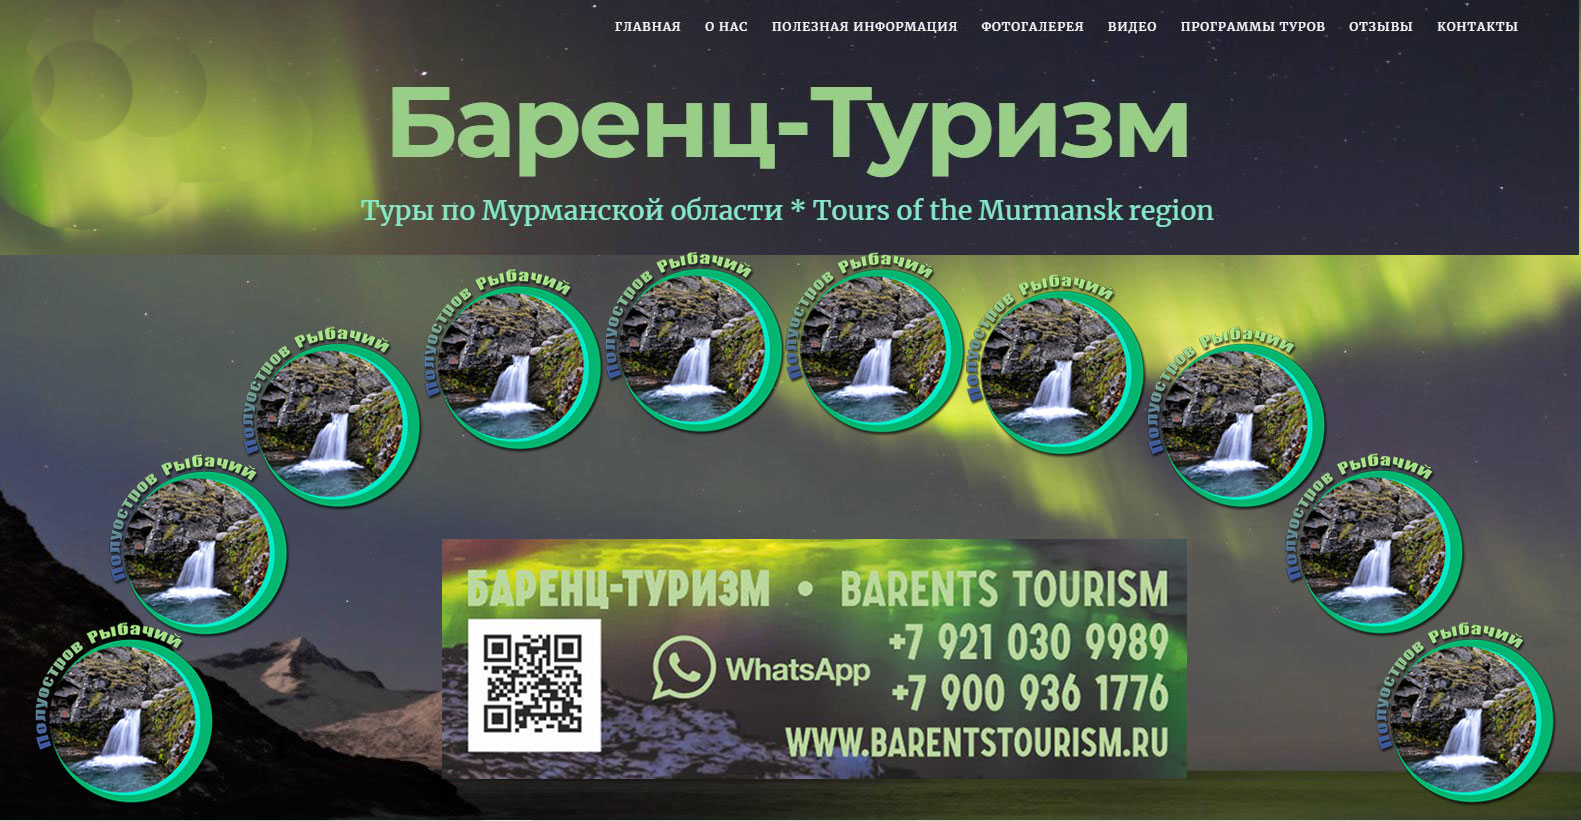 ГЛАВНАЯ О НАС ПОЛЕЗНАЯ ИНФОРМАЦИЯ ФОТОГАЛЕРЕЯ ВИДЕО ПРОГРАММЫ ТУРОВ ОТЗЫВЫ КОНТАКТЫ
Баренц-Туризм
Туры по Мурманской области * Tours of the Murmansk region
Полуостров Рыбачий
Полуостров Рыбачий
Полуостров Рыбачий
Полуостров Рыбачий
Полуостров Рыбачий
Полуостров Рыбачий
Полуостров Рыбачий
Полуостров Рыбачий
Полуостров Рыбачий
Полуостров Рыбачий
БАРЕНЦ-ТУРИЗМ • BARENTS TOURISM
+7 921 030 9989
WhatsApp
+7 900 936 1776
WWW.BARENTSTOURISM.RU